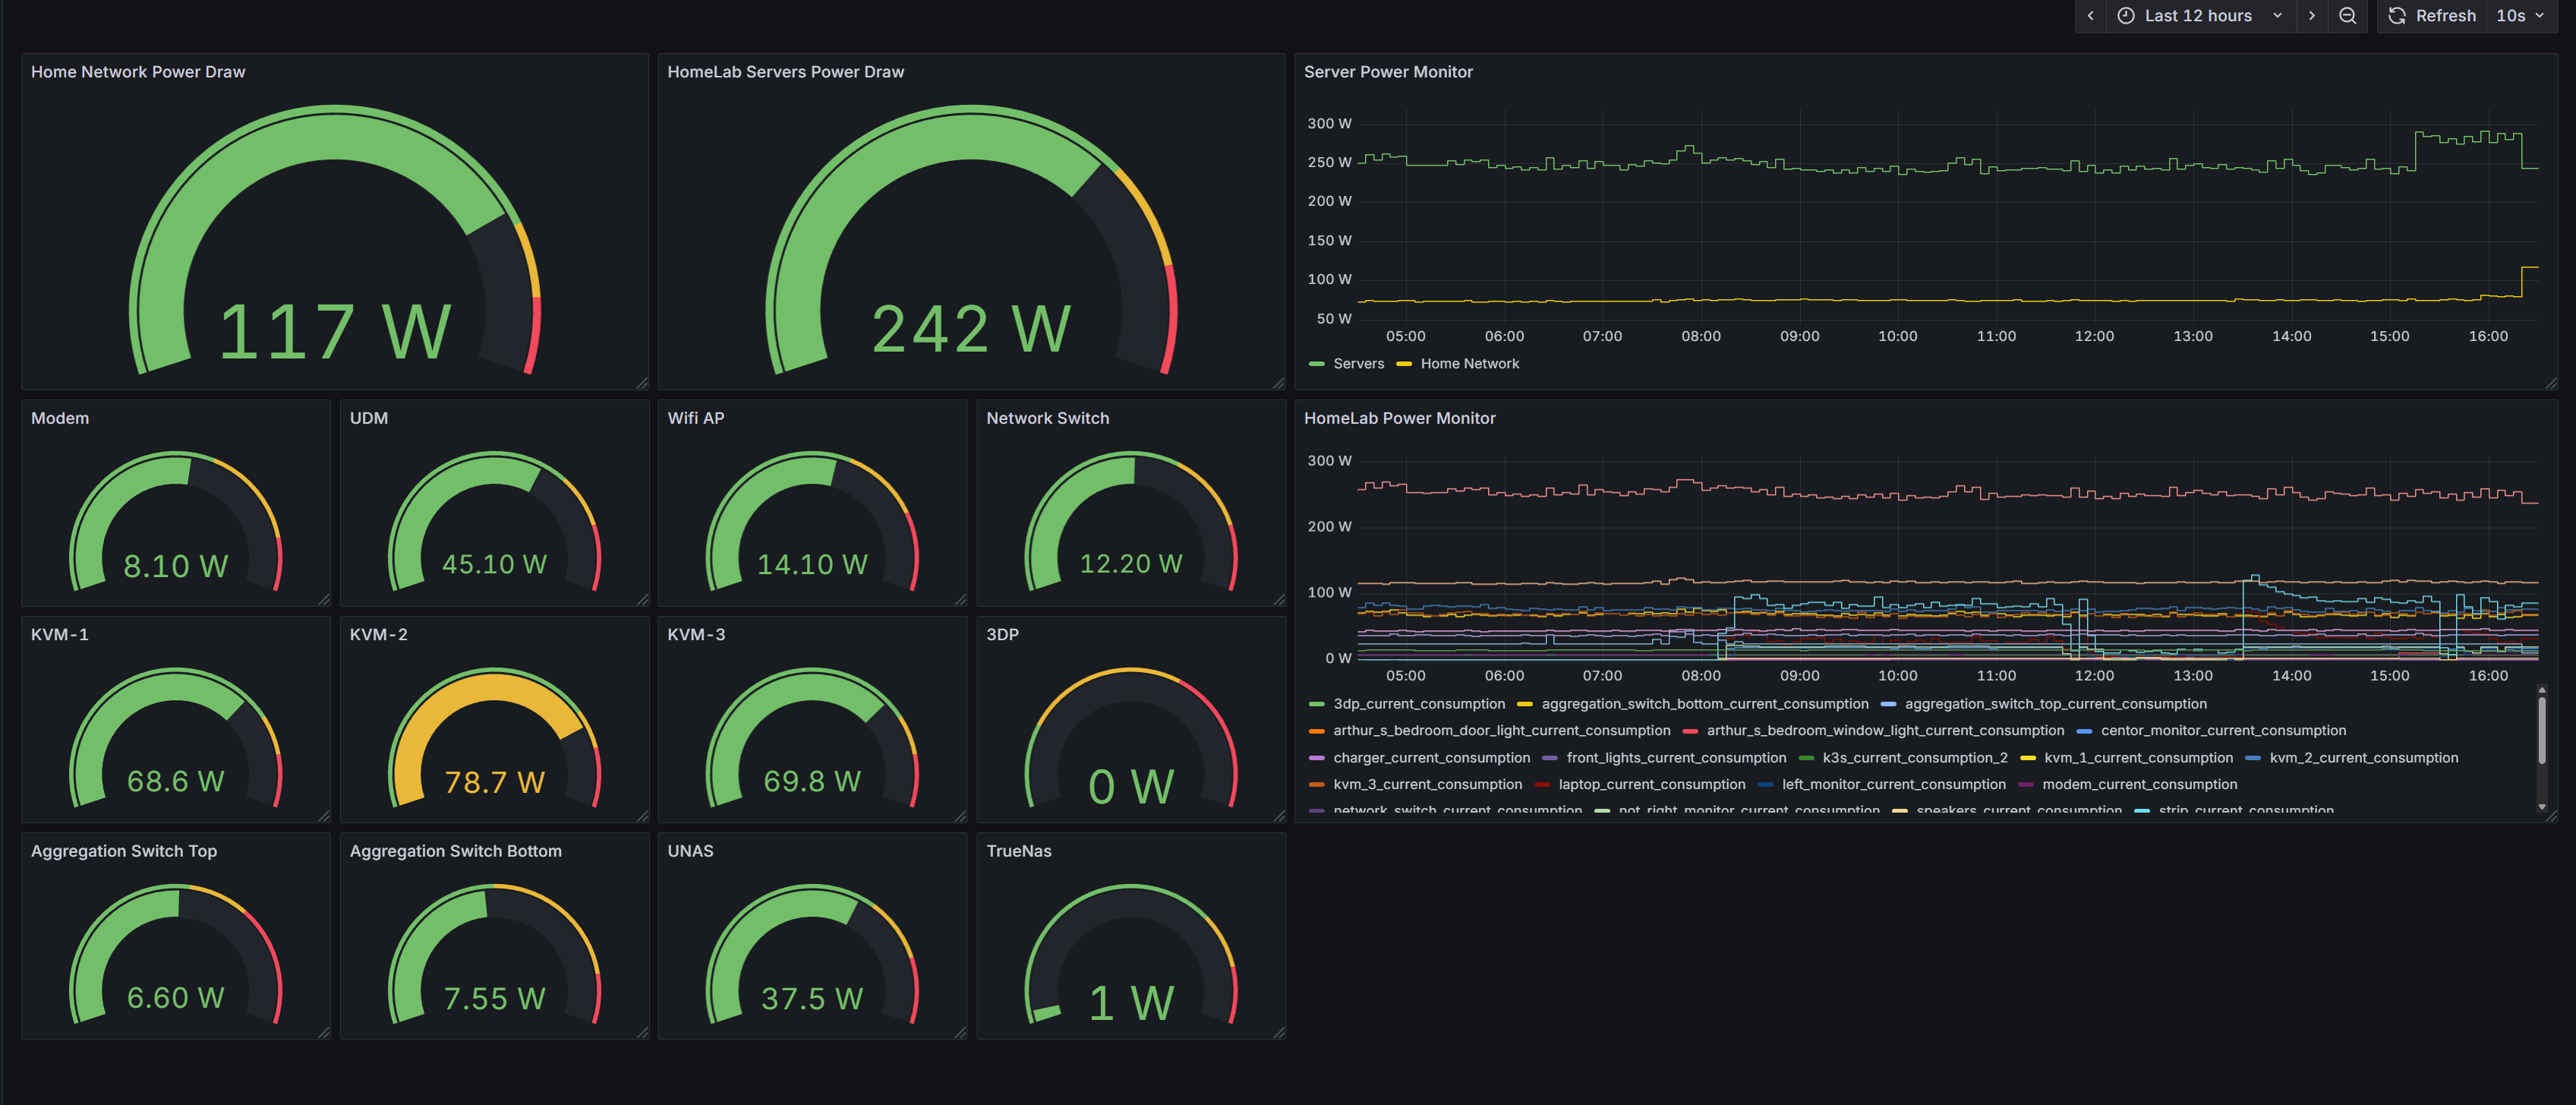 Last 12 hours Refresh 10s
Home Network Power Draw
117 W
HomeLab Servers Power Draw
242 W
Server Power Monitor
300 W
250 W
200 W
150 W
100 W
50 W
05:00 06:00 07:00 08:00 09:00 10:00 11:00 12:00 13:00 14:00 15:00 16:00
Servers Home Network
Modem
8.10 W
UDM
45.10 W
Wifi AP
14.10 W
Network Switch
12.20 W
HomeLab Power Monitor
300 W
200 W
100 W
0 W
05:00 06:00 07:00 08:00 09:00 10:00 11:00 12:00 13:00 14:00 15:00 16:00
3dp_current_consumption aggregation_switch_bottom_current_consumption aggregation_switch_top_current_consumption
arthur_s_bedroom_door_light_current_consumption arthur_s_bedroom_window_light_current_consumption centor_monitor_current_consumption
charger_current_consumption front_lights_current_consumption k3s_current_consumption_2 kvm_1_current_consumption kvm_2_current_consumption
kvm_3_current_consumption laptop_current_consumption left_monitor_current_consumption modem_current_consumption
network_switch_current_consumption not_right_monitor_current_consumption speakers_current_consumption strip_current_consumption
KVM-1
68.6 W
KVM-2
78.7 W
KVM-3
69.8 W
3DP
0 W
Aggregation Switch Top
6.60 W
Aggregation Switch Bottom
7.55 W
UNAS
37.5 W
TrueNas
1 W